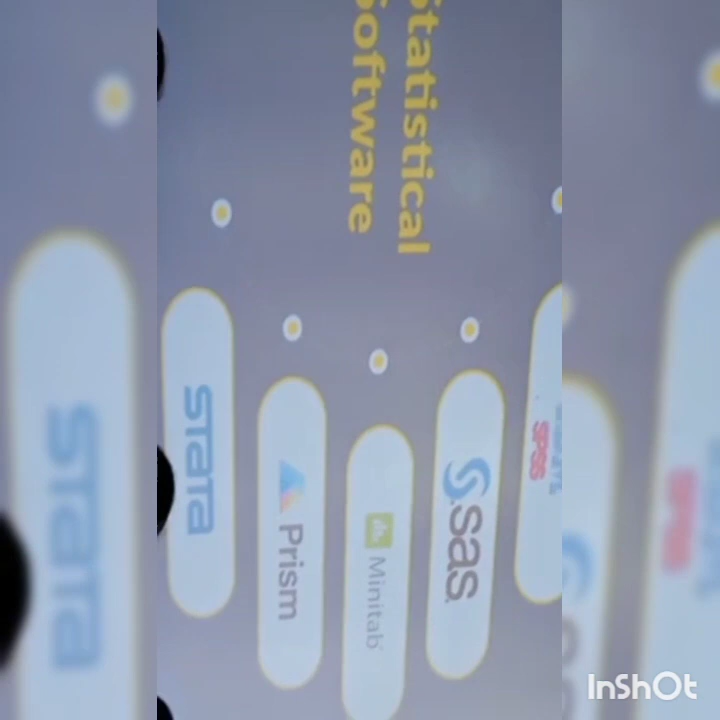 Statistical
Software
SPSS
sas
Minitab
Prism
STATA
InShOt